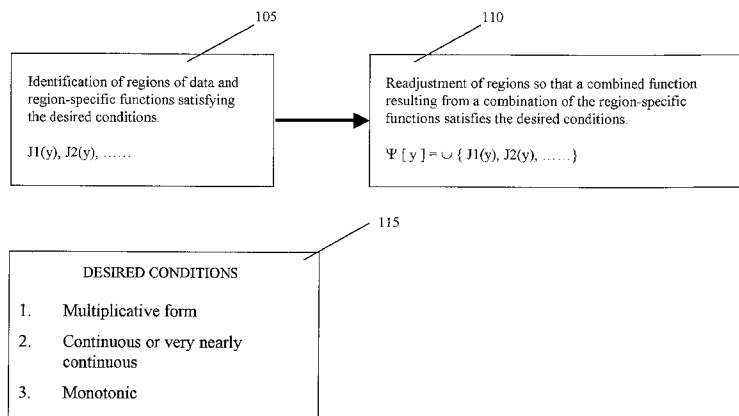 105
110
Identification of regions of data and
region-specific functions satisfying
the desired conditions.
J1(y), J2(y), ......
Readjustment of regions so that a combined function
resulting from a combination of the region-specific
functions satisfies the desired conditions.
Ψ [ y ] = ∪ { J1(y), J2(y), ......}
115
DESIRED CONDITIONS
1. Multiplicative form
2. Continuous or very nearly
continuous
3. Monotonic